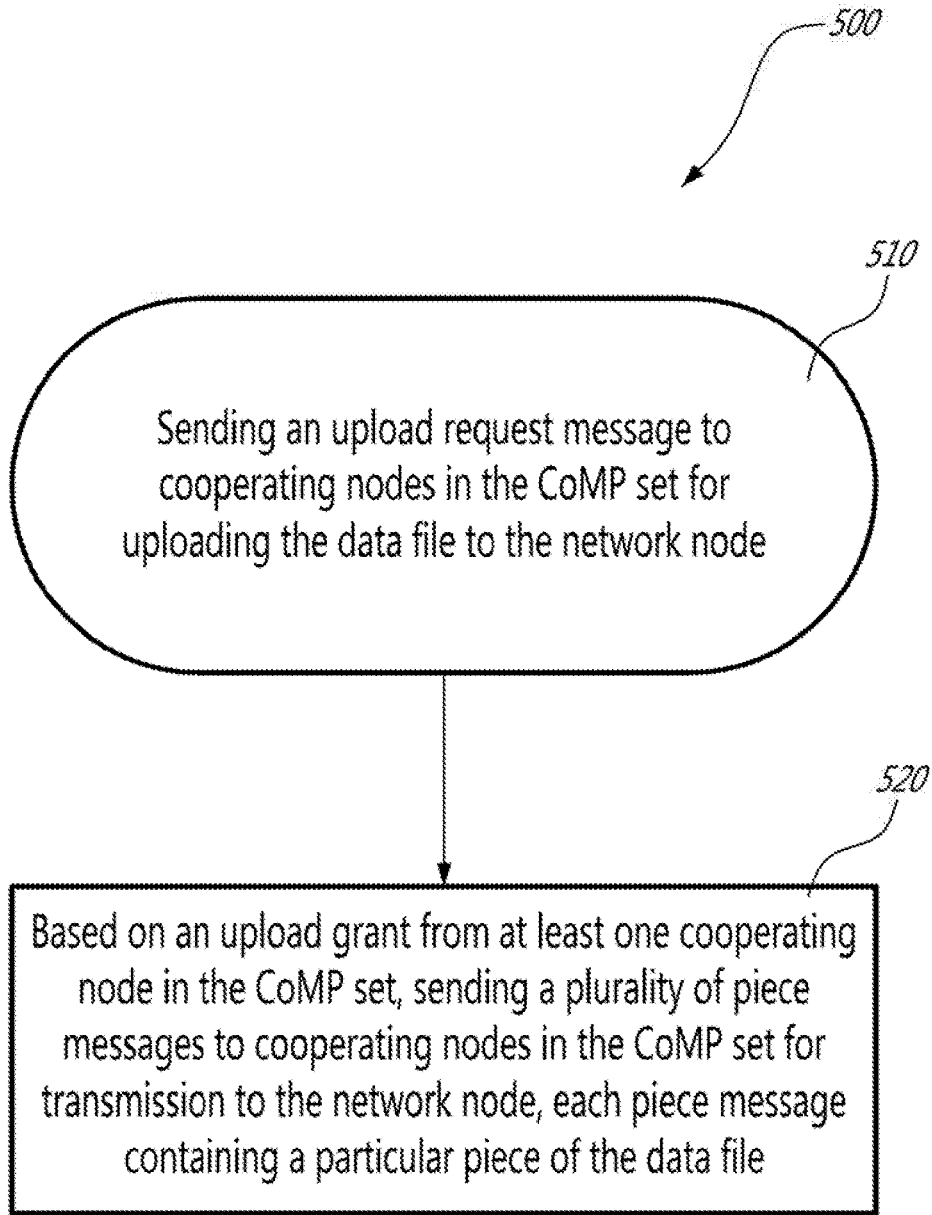 500
510
Sending an upload request message to
cooperating nodes in the CoMP set for
uploading the data file to the network node
520
Based on an upload grant from at least one cooperating
node in the CoMP set, sending a plurality of piece
messages to cooperating nodes in the CoMP set for
transmission to the network node, each piece message
containing a particular piece of the data file